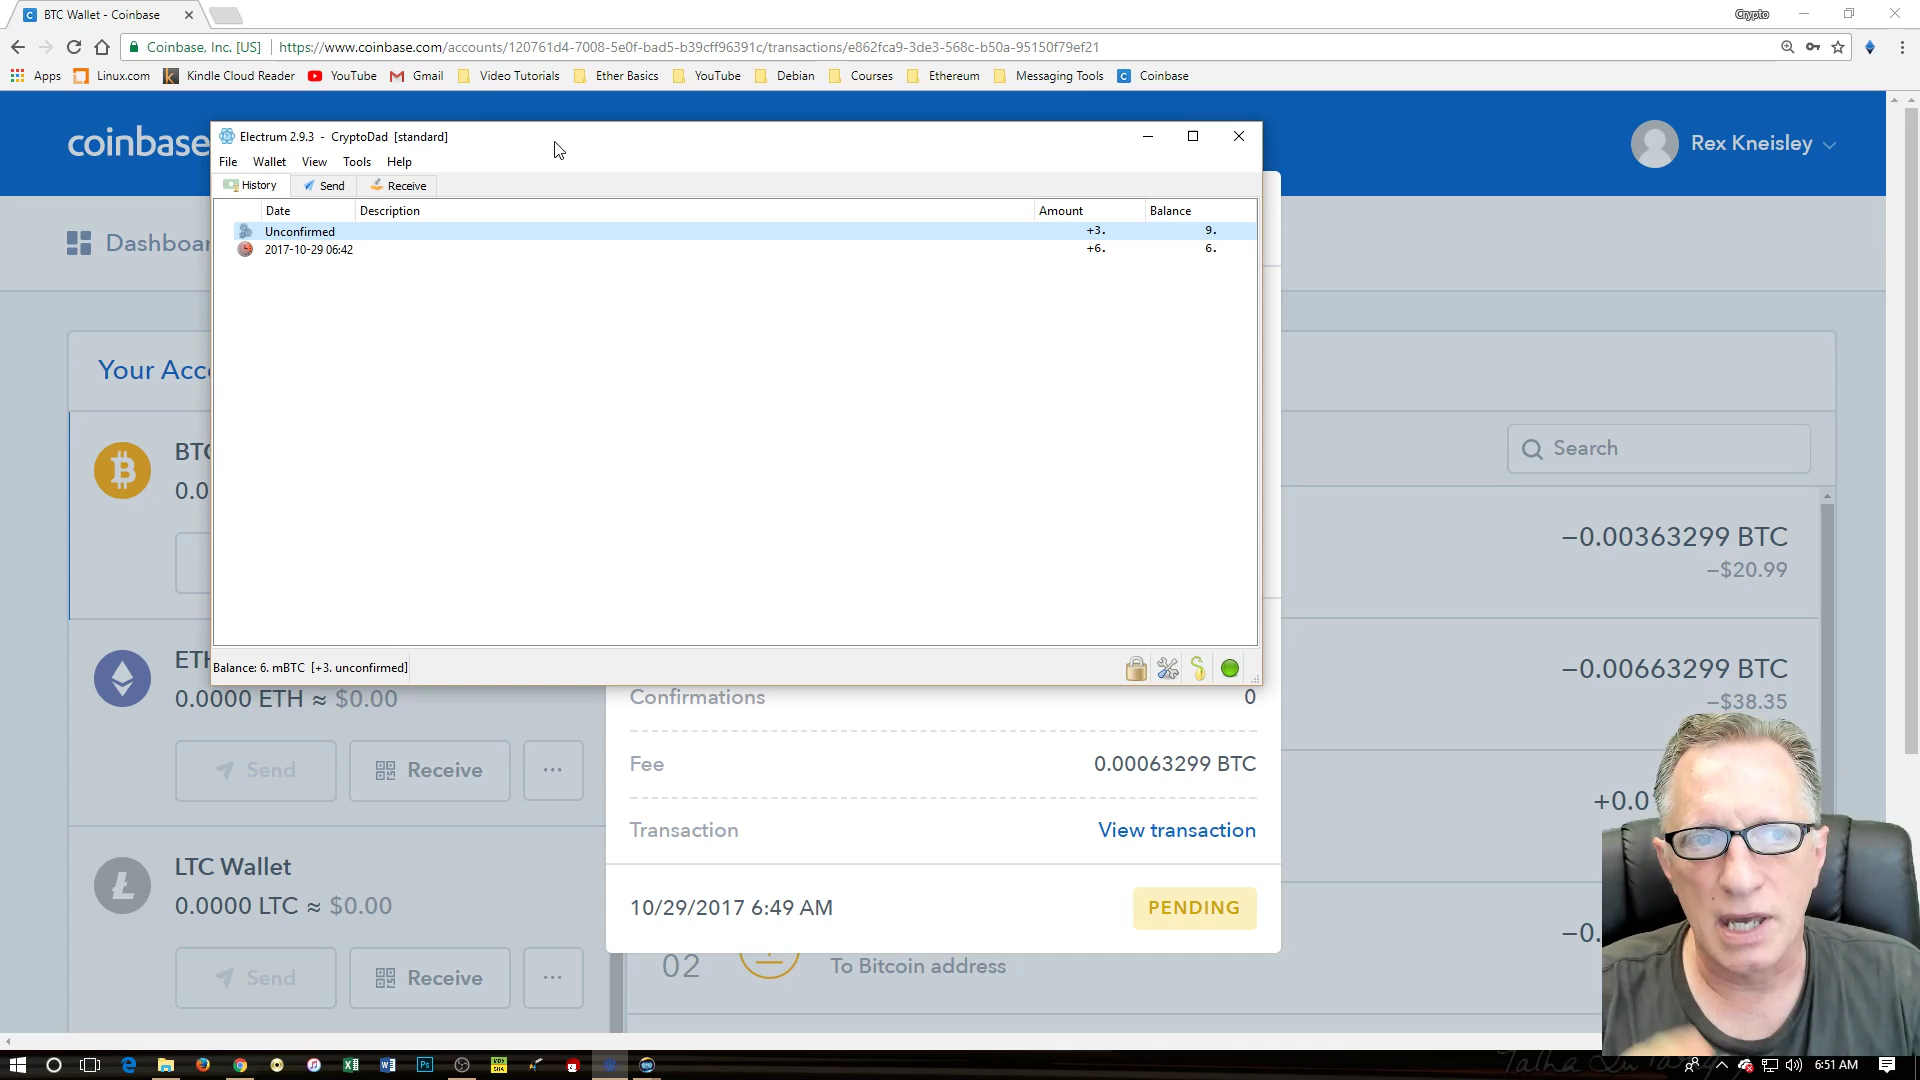 BTC Wallet - Coinbase
Crypto
Coinbase, Inc. [US]
https://www.coinbase.com/accounts/120761d4-7008-5e0f-bad5-b39cff96391c/transactions/e862fca9-3de3-568c-b50a-95150f79ef21
Apps Linux.com Kindle Cloud Reader YouTube Gmail Video Tutorials Ether Basics YouTube Debian Courses Ethereum Messaging Tools Coinbase
coinbase
Rex Kneisley
Electrum 2.9.3 - CryptoDad [standard]
File Wallet View Tools Help
History Send Receive
Date Description Amount Balance
Unconfirmed +3. 9.
2017-10-29 06:42 +6. 6.
Balance: 6. mBTC [+3. unconfirmed]
Dashboar
Your Acc
Search
BTC
0.0
−0.00363299 BTC
−$20.99
ETH
0.0000 ETH ≈ $0.00
Send Receive ...
−0.00663299 BTC
−$38.35
Confirmations 0
Fee 0.00063299 BTC
+0.0
Transaction View transaction
LTC Wallet
0.0000 LTC ≈ $0.00
Send Receive ...
10/29/2017 6:49 AM PENDING
−0.
02 To Bitcoin address
6:51 AM